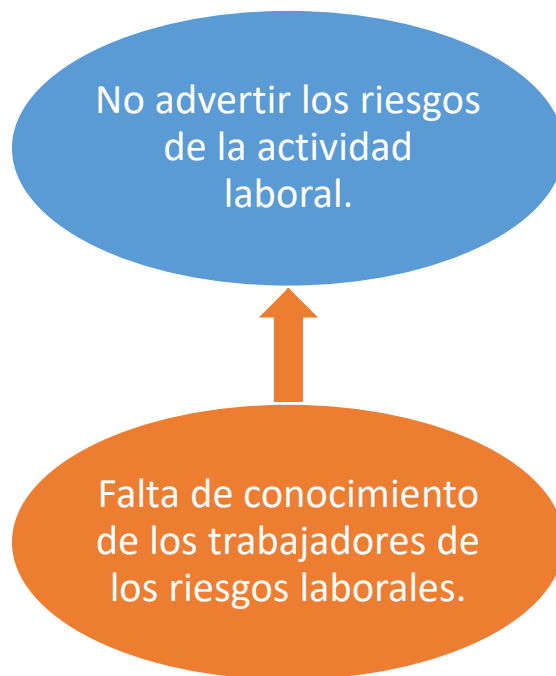 No advertir los riesgos
de la actividad
laboral.
Falta de conocimiento
de los trabajadores de
los riesgos laborales.